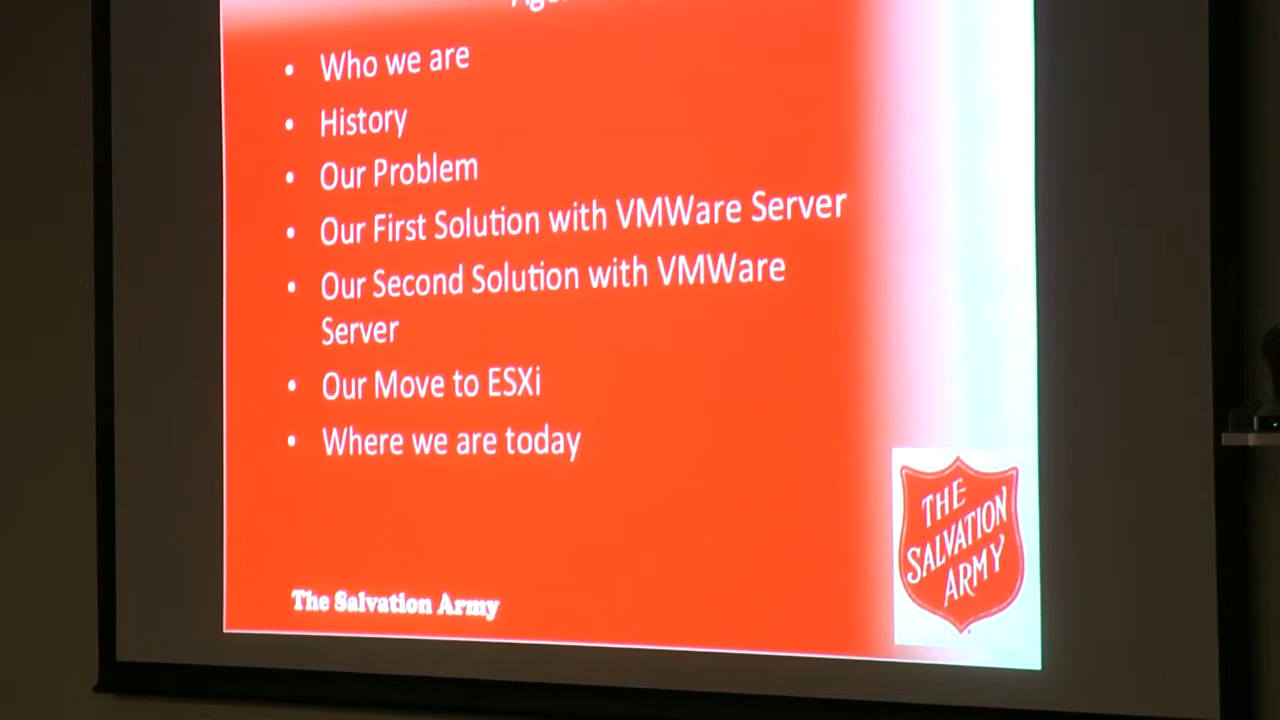 • Who we are
• History
• Our Problem
• Our First Solution with VMWare Server
• Our Second Solution with VMWare
Server
• Our Move to ESXi
• Where we are today
The Salvation Army
THE
SALVATION
ARMY